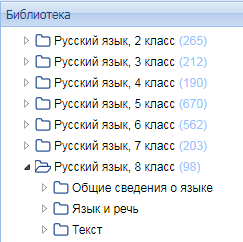 Библиотека
Русский язык, 2 класс (265)
Русский язык, 3 класс (212)
Русский язык, 4 класс (190)
Русский язык, 5 класс (670)
Русский язык, 6 класс (562)
Русский язык, 7 класс (203)
Русский язык, 8 класс (98)
Общие сведения о языке
Язык и речь
Текст